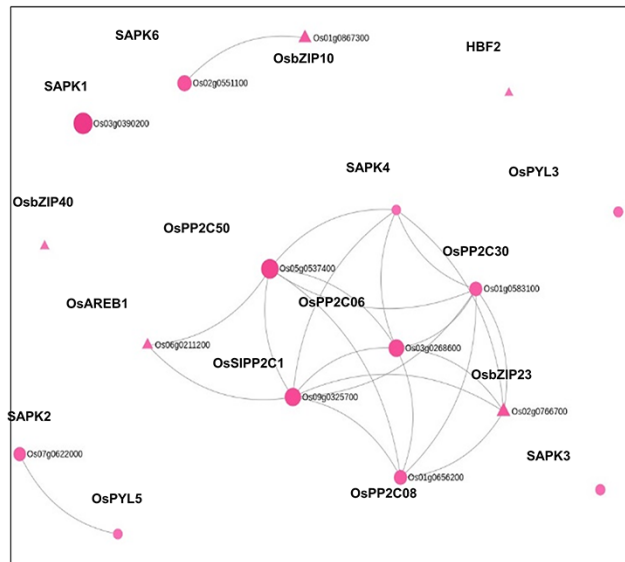 SAPK6
Os01g0867300
OsbZIP10
HBF2
SAPK1
Os02g0551100
Os03g0390200
SAPK4
OsPYL3
OsbZIP40
OsPP2C50
OsPP2C30
Os05g0537400
Os01g0583100
OsAREB1
OsPP2C06
Os06g0211200
Os03g0268600
OsSIPP2C1
OsbZIP23
Os09g0325700
Os02g0766700
SAPK2
Os07g0622000
SAPK3
Os01g0656200
OsPYL5
OsPP2C08